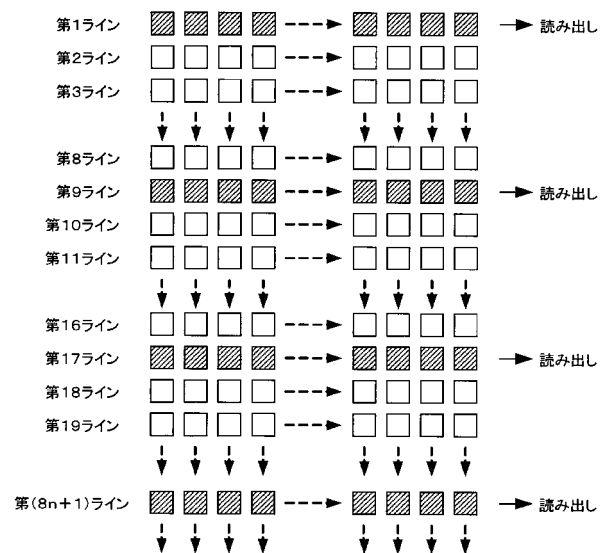 第1ライン 読み出し
第2ライン
第3ライン
第8ライン
第9ライン 読み出し
第10ライン
第11ライン
第16ライン
第17ライン 読み出し
第18ライン
第19ライン
第(8n+1)ライン 読み出し